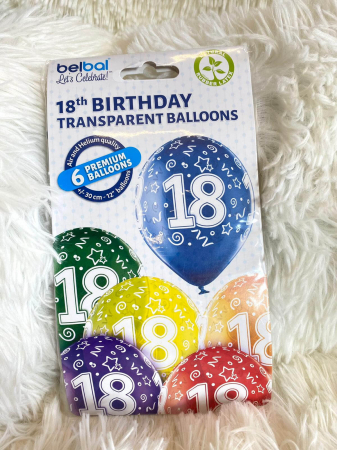 belbal
Let's Celebrate!
NATURAL
RUBBER LATEX
18th BIRTHDAY
TRANSPARENT BALLOONS
Air and Helium quality
6 PREMIUM
BALLOONS
+/- 30 cm - 12" balloons
18
18
18
18
18
18